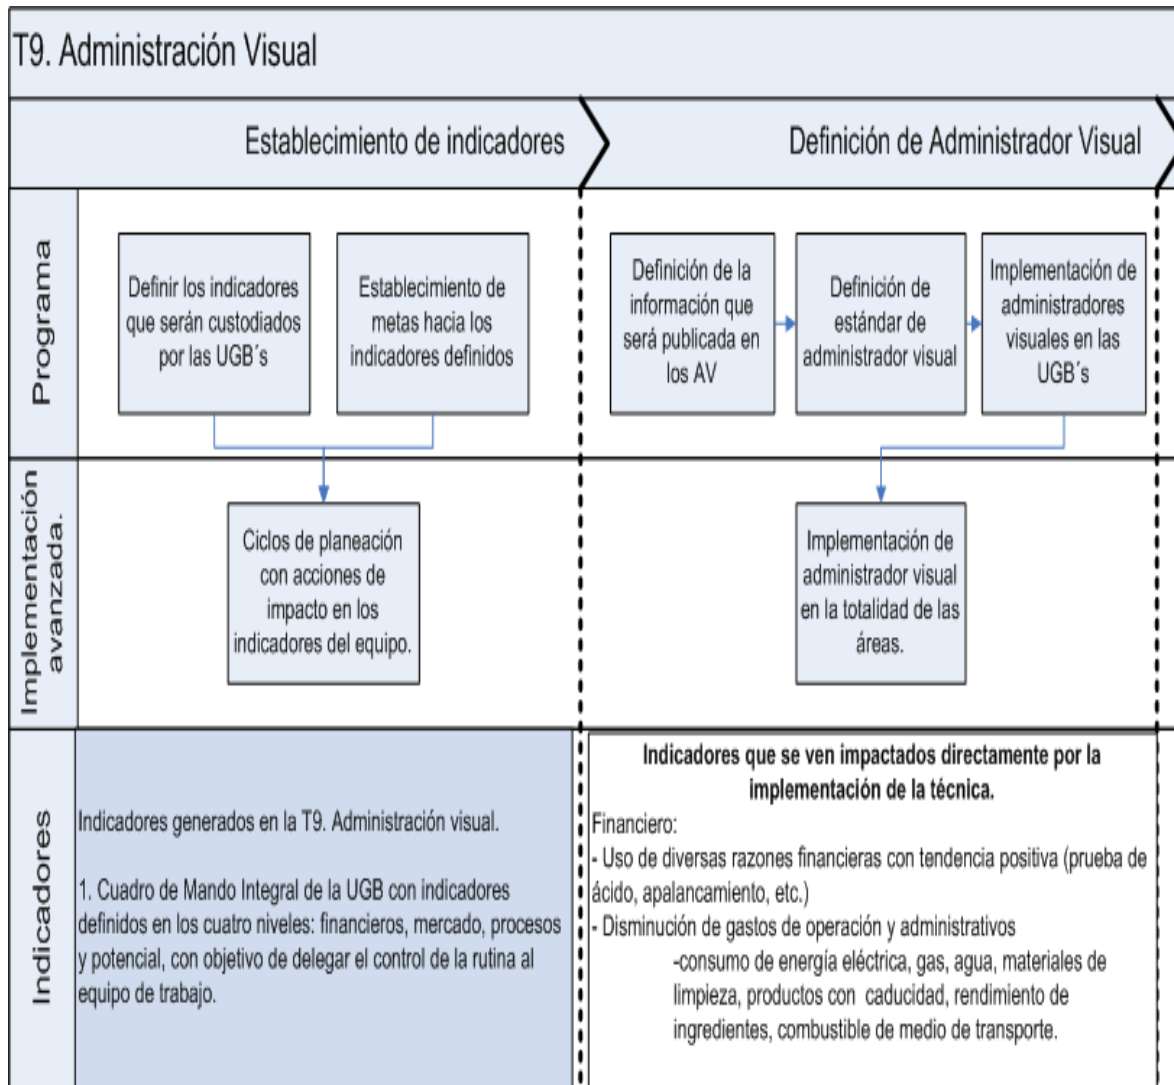 T9. Administración Visual
Establecimiento de indicadores
Definición de Administrador Visual
Programa
Definir los indicadores
que serán custodiados
por las UGB´s
Establecimiento de
metas hacia los
indicadores definidos
Definición de la
información que
será publicada en
los AV
Definición de
estándar de
administrador visual
Implementación de
administradores
visuales en las
UGB´s
Implementación
avanzada.
Ciclos de planeación
con acciones de
impacto en los
indicadores del equipo.
Implementación de
administrador visual
en la totalidad de las
áreas.
Indicadores
Indicadores generados en la T9. Administración visual.
1. Cuadro de Mando Integral de la UGB con indicadores
definidos en los cuatro niveles: financieros, mercado, procesos
y potencial, con objetivo de delegar el control de la rutina al
equipo de trabajo.
Indicadores que se ven impactados directamente por la
implementación de la técnica.
Financiero:
- Uso de diversas razones financieras con tendencia positiva (prueba de
ácido, apalancamiento, etc.)
- Disminución de gastos de operación y administrativos
-consumo de energía eléctrica, gas, agua, materiales de
limpieza, productos con caducidad, rendimiento de
ingredientes, combustible de medio de transporte.